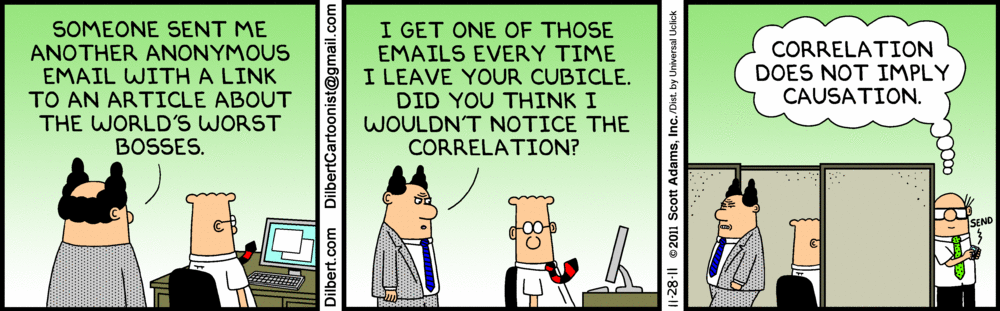 SOMEONE SENT ME
ANOTHER ANONYMOUS
EMAIL WITH A LINK
TO AN ARTICLE ABOUT
THE WORLD'S WORST
BOSSES.
Dilbert.com DilbertCartoonist@gmail.com
I GET ONE OF THOSE
EMAILS EVERY TIME
I LEAVE YOUR CUBICLE.
DID YOU THINK I
WOULDN'T NOTICE THE
CORRELATION?
11-28-11 ©2011 Scott Adams, Inc./Dist. by Universal Uclick
CORRELATION
DOES NOT IMPLY
CAUSATION.
SEND